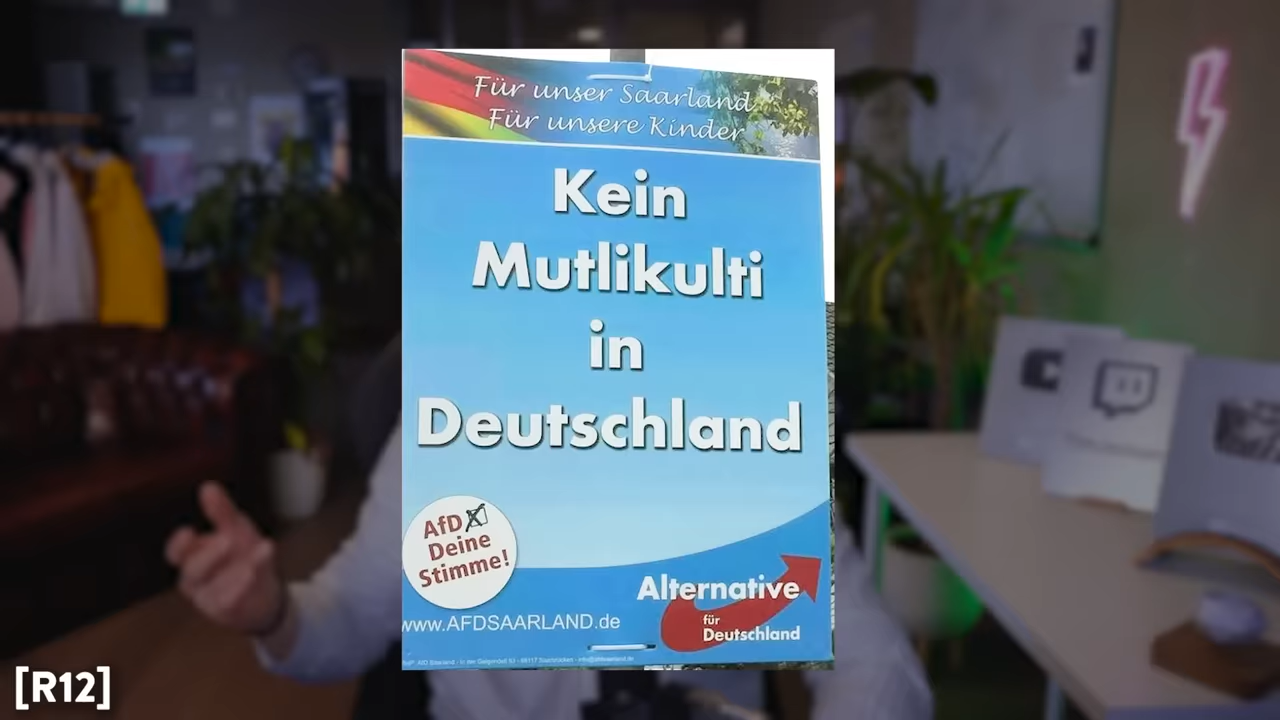 Für unser Saarland
Für unsere Kinder
Kein
Mutlikulti
in
Deutschland
AfD
Deine
Stimme!
Alternative
für
Deutschland
www.AFDSAARLAND.de
[R12]